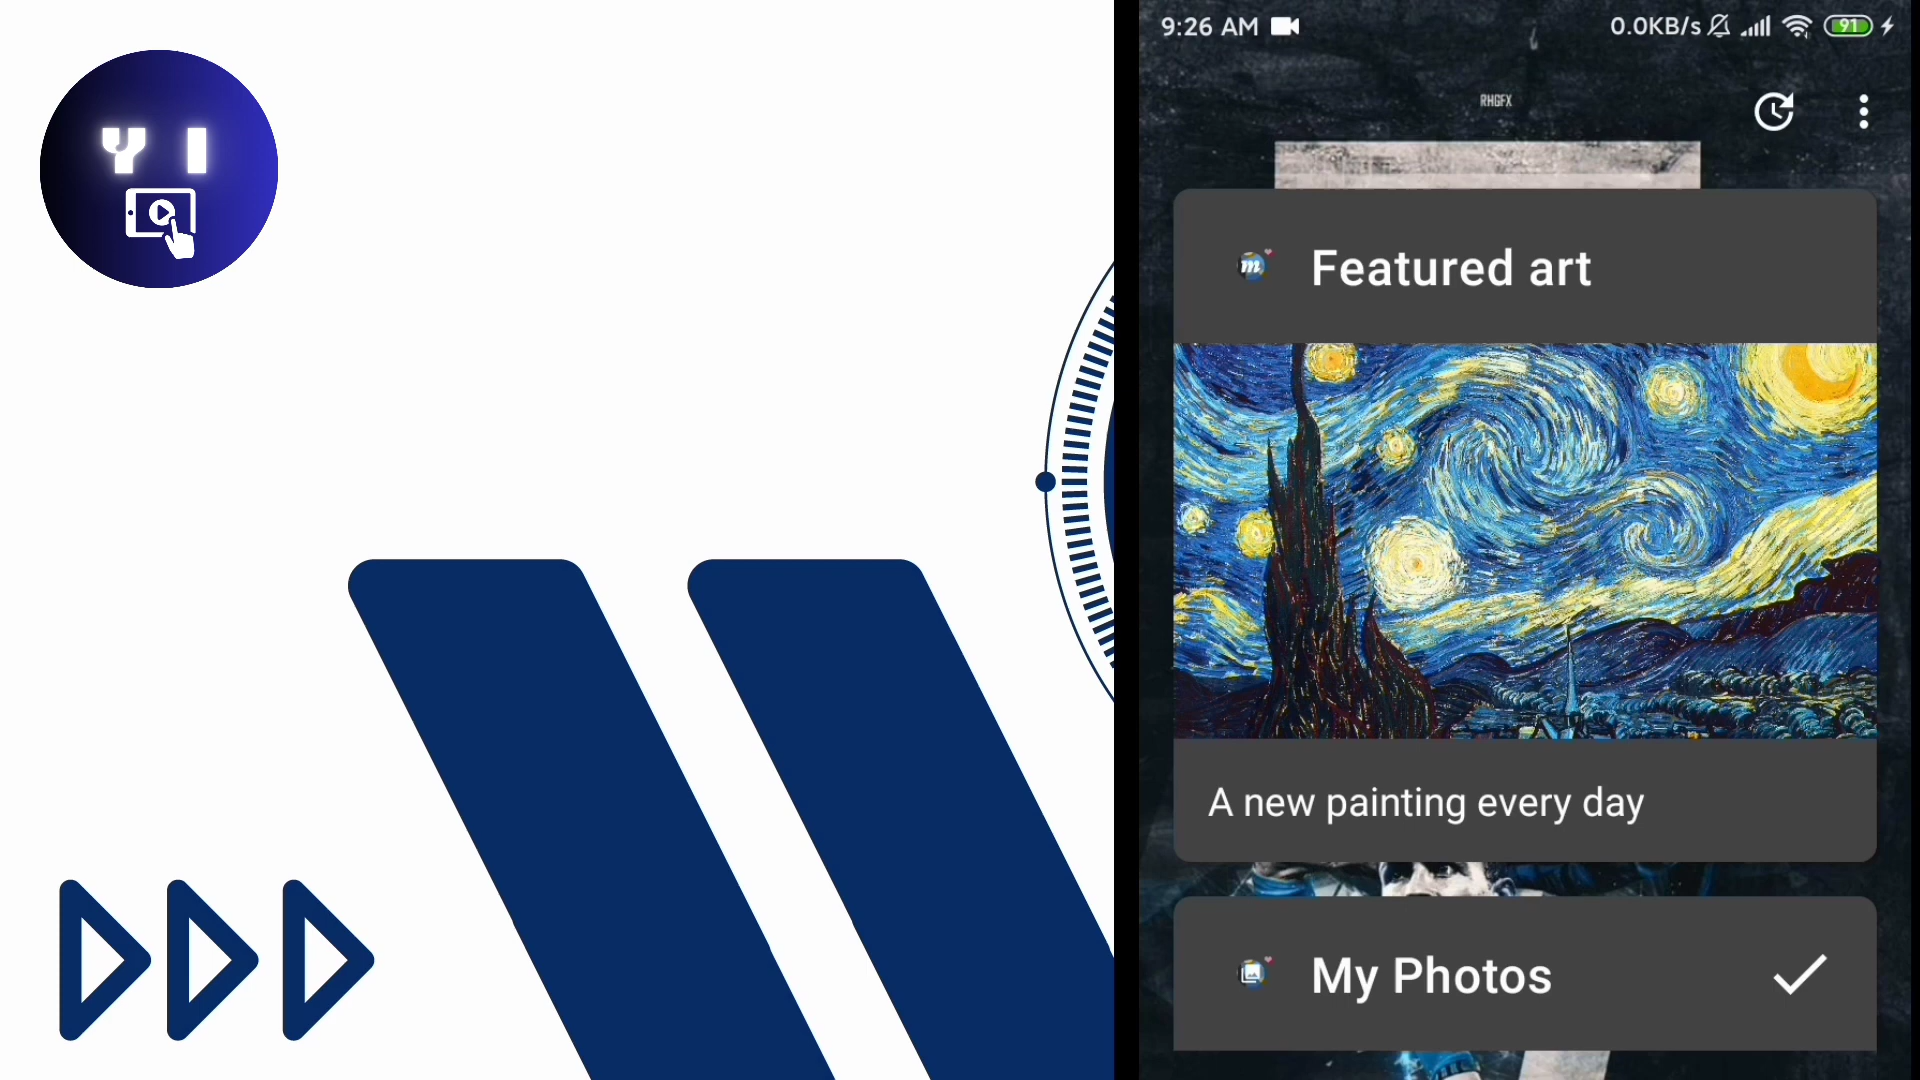 Y I
9:26 AM
0.0KB/s
91
RHGFX
m
Featured art
A new painting every day
My Photos